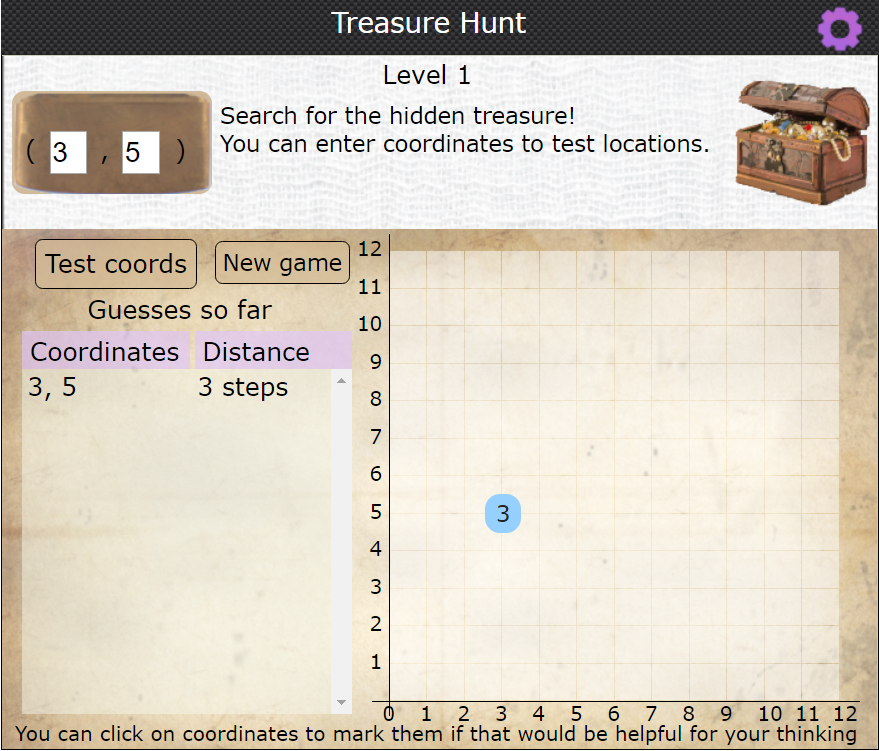 Treasure Hunt
Level 1
Search for the hidden treasure!
You can enter coordinates to test locations.
( 3 , 5 )
Test coords
New game
Guesses so far
Coordinates Distance
3, 5 3 steps
12
11
10
9
8
7
6
5
4
3
2
1
3
0 1 2 3 4 5 6 7 8 9 10 11 12
You can click on coordinates to mark them if that would be helpful for your thinking